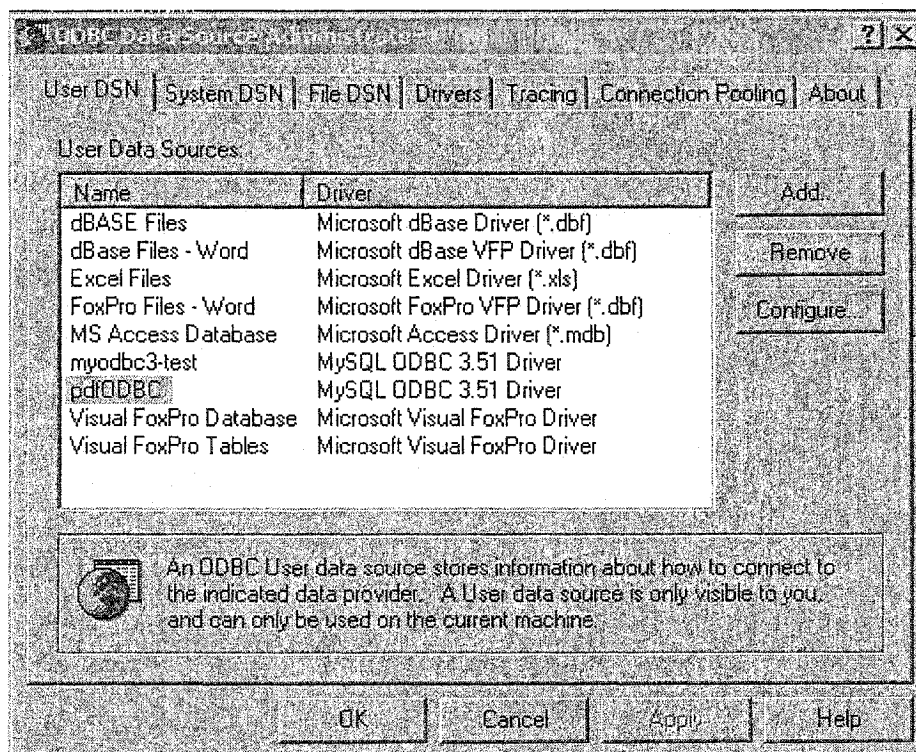 ODBC Data Source Administrator
User DSN System DSN File DSN Drivers Tracing Connection Pooling About
User Data Sources:
Name Driver Add...
dBASE Files Microsoft dBase Driver (*.dbf)
dBase Files - Word Microsoft dBase VFP Driver (*.dbf) Remove
Excel Files Microsoft Excel Driver (*.xls)
FoxPro Files - Word Microsoft FoxPro VFP Driver (*.dbf) Configure...
MS Access Database Microsoft Access Driver (*.mdb)
myodbc3-test MySQL ODBC 3.51 Driver
pdfODBC MySQL ODBC 3.51 Driver
Visual FoxPro Database Microsoft Visual FoxPro Driver
Visual FoxPro Tables Microsoft Visual FoxPro Driver
An ODBC User data source stores information about how to connect to
the indicated data provider. A User data source is only visible to you,
and can only be used on the current machine.
OK Cancel Apply Help